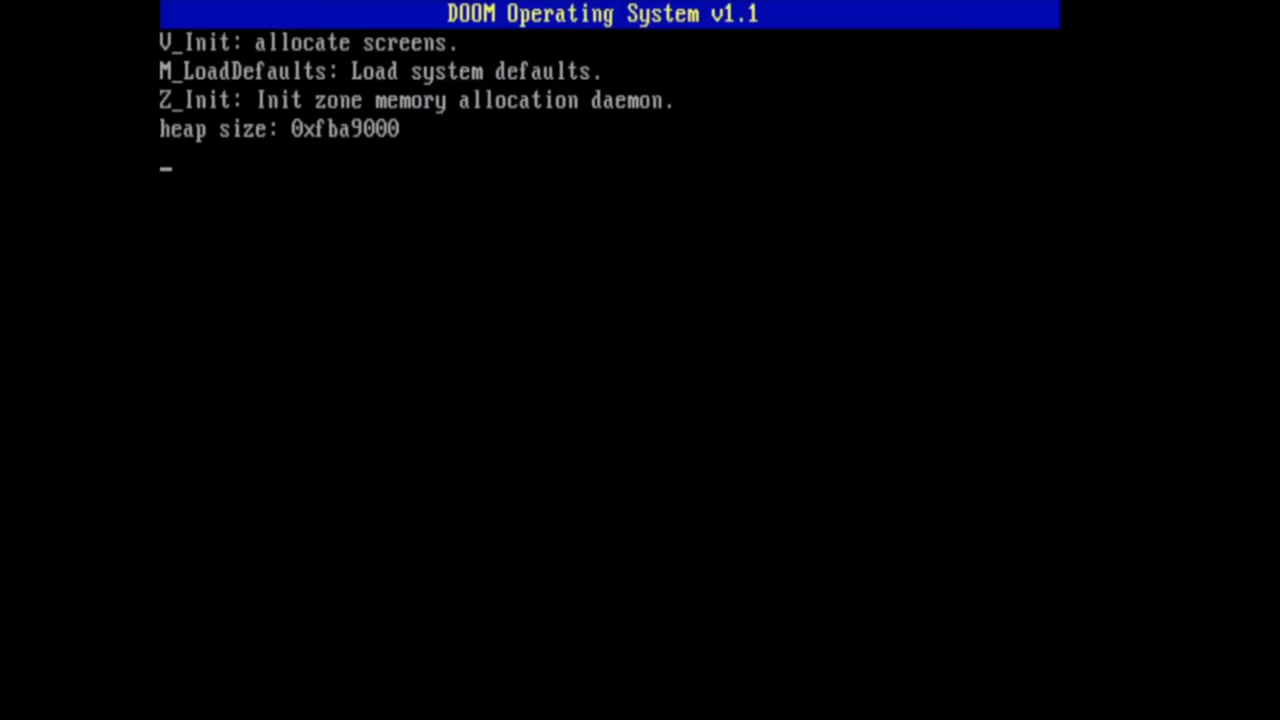 DOOM Operating System v1.1
V_Init: allocate screens.
M_LoadDefaults: Load system defaults.
Z_Init: Init zone memory allocation daemon.
heap size: 0xfba9000